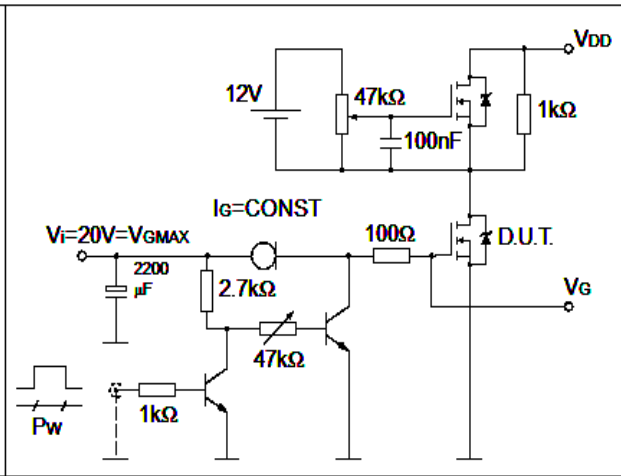 VDD
12V
47kΩ
1kΩ
100nF
IG=CONST
Vi=20V=VGMAX
100Ω
D.U.T.
2200
μF
2.7kΩ
VG
47kΩ
1kΩ
Pw